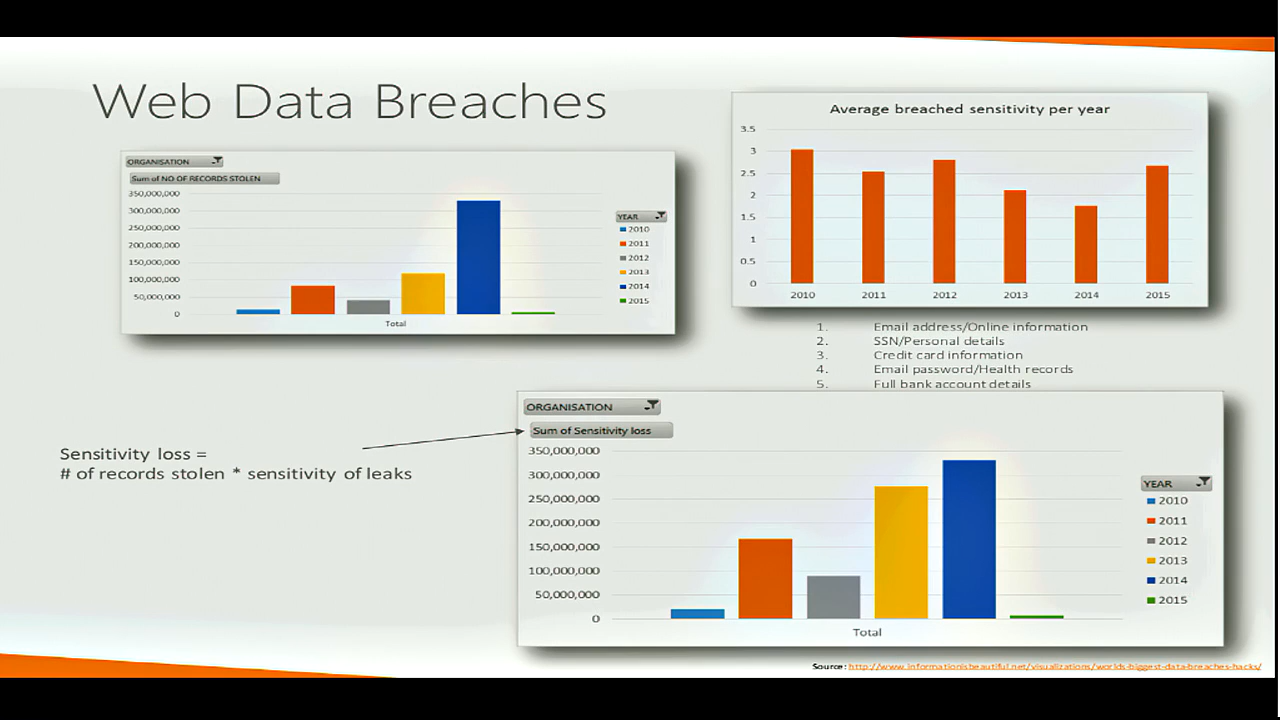 Web Data Breaches
ORGANISATION
Sum of NO OF RECORDS STOLEN
350,000,000
300,000,000
250,000,000
200,000,000
150,000,000
100,000,000
50,000,000
0
Total
YEAR
2010
2011
2012
2013
2014
2015
Average breached sensitivity per year
3.5
3
2.5
2
1.5
1
0.5
0
2010 2011 2012 2013 2014 2015
1. Email address/Online information
2. SSN/Personal details
3. Credit card information
4. Email password/Health records
5. Full bank account details
Sensitivity loss =
# of records stolen * sensitivity of leaks
ORGANISATION
Sum of Sensitivity loss
350,000,000
300,000,000
250,000,000
200,000,000
150,000,000
100,000,000
50,000,000
0
Total
YEAR
2010
2011
2012
2013
2014
2015
Source: http://www.informationisbeautiful.net/visualizations/worlds-biggest-data-breaches-hacks/